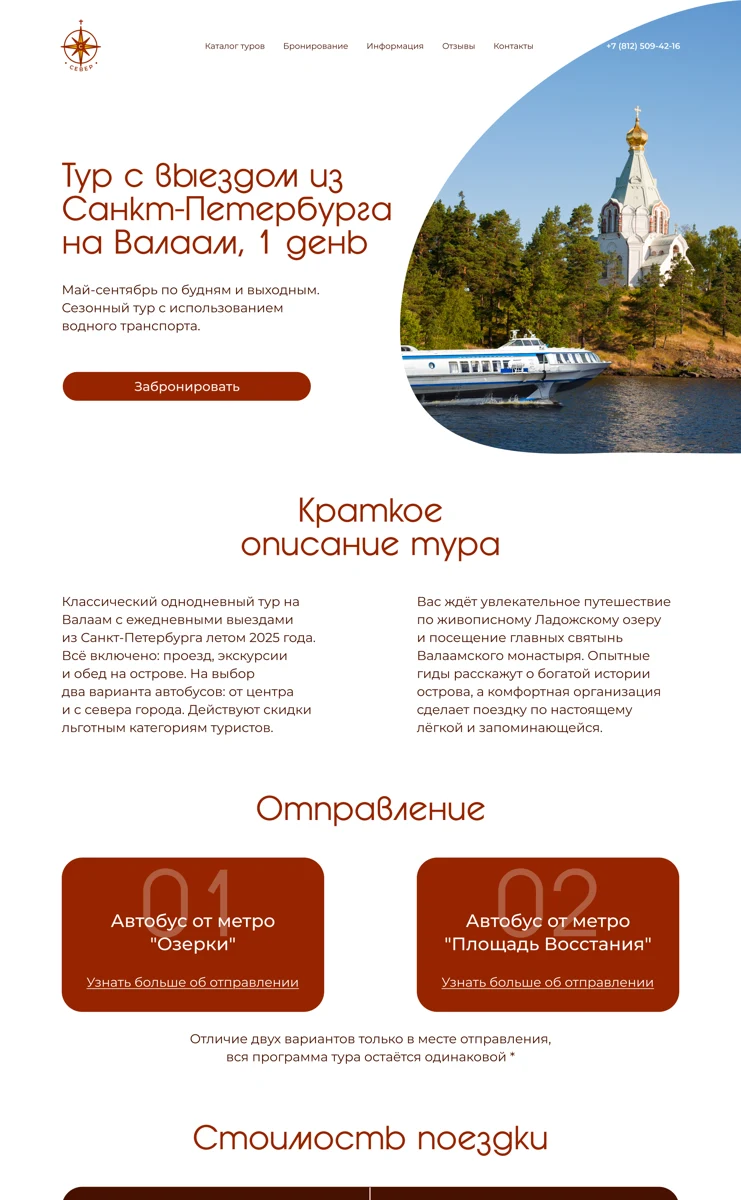 СЕВЕР
Каталог туров Бронирование Информация Отзывы Контакты +7 (812) 509-42-16
Тур с выездом из
Санкт-Петербурга
на Валаам, 1 день
Май-сентябрь по будням и выходным.
Сезонный тур с использованием
водного транспорта.
Забронировать
Краткое
описание тура
Классический однодневный тур на
Валаам с ежедневными выездами
из Санкт-Петербурга летом 2025 года.
Всё включено: проезд, экскурсии
и обед на острове. На выбор
два варианта автобусов: от центра
и с севера города. Действуют скидки
льготным категориям туристов.
Вас ждёт увлекательное путешествие
по живописному Ладожскому озеру
и посещение главных святынь
Валаамского монастыря. Опытные
гиды расскажут о богатой истории
острова, а комфортная организация
сделает поездку по настоящему
лёгкой и запоминающейся.
Отправление
01
Автобус от метро
"Озерки"
Узнать больше об отправлении
02
Автобус от метро
"Площадь Восстания"
Узнать больше об отправлении
Отличие двух вариантов только в месте отправления,
вся программа тура остаётся одинаковой *
Стоимость поездки